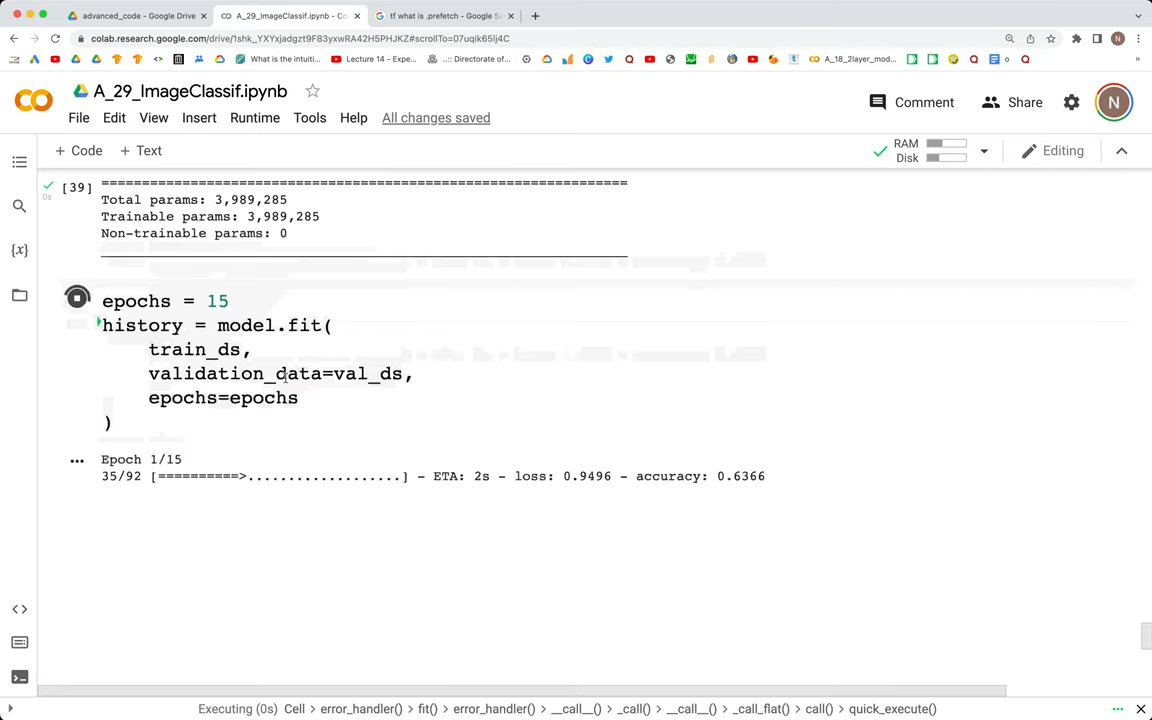 advanced_code - Google Drive
A_29_ImageClassif.ipynb - Co
tf what is .prefetch - Google Se
colab.research.google.com/drive/1shk_YXYxjadgzt9F83yxwRA42H5PHJKZ#scrollTo=07uqik65lj4C
What is the intuiti...
Lecture 14 - Expe...
..:: Directorate of...
A_18_2layer_mod...
A_29_ImageClassif.ipynb
Comment
Share
N
File Edit View Insert Runtime Tools Help All changes saved
+ Code + Text
RAM
Disk
Editing
[39]
0s
Total params: 3,989,285
Trainable params: 3,989,285
Non-trainable params: 0
epochs = 15
history = model.fit(
train_ds,
validation_data=val_ds,
epochs=epochs
)
Epoch 1/15
35/92 [==========>...................] - ETA: 2s - loss: 0.9496 - accuracy: 0.6366
{x}
Executing (0s) Cell > error_handler() > fit() > error_handler() > __call__() > _call() > __call__() > _call_flat() > call() > quick_execute()